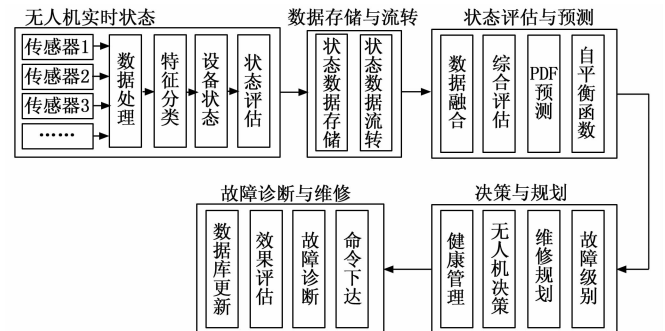 无人机实时状态
传感器1
传感器2
传感器3
……
数据处理
特征分类
设备状态
状态评估
数据存储与流转
状态数据存储
状态数据流转
状态评估与预测
数据融合
综合评估
PDF预测
自平衡函数
故障诊断与维修
数据库更新
效果评估
故障诊断
命令下达
决策与规划
健康管理
无人机决策
维修规划
故障级别